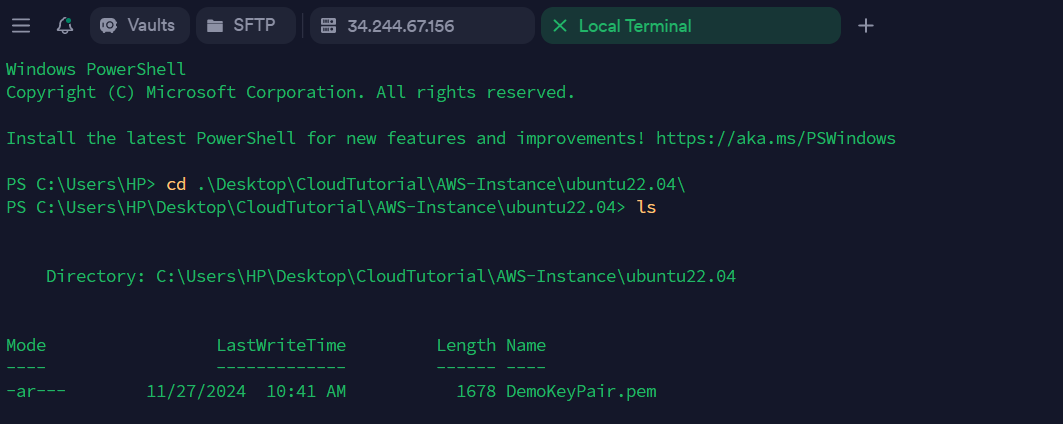 Vaults SFTP 34.244.67.156 Local Terminal
Windows PowerShell
Copyright (C) Microsoft Corporation. All rights reserved.
Install the latest PowerShell for new features and improvements! https://aka.ms/PSWindows
PS C:\Users\HP> cd .\Desktop\CloudTutorial\AWS-Instance\ubuntu22.04\
PS C:\Users\HP\Desktop\CloudTutorial\AWS-Instance\ubuntu22.04> ls
Directory: C:\Users\HP\Desktop\CloudTutorial\AWS-Instance\ubuntu22.04
Mode LastWriteTime Length Name
---- ------------- ------ ----
-ar--- 11/27/2024 10:41 AM 1678 DemoKeyPair.pem